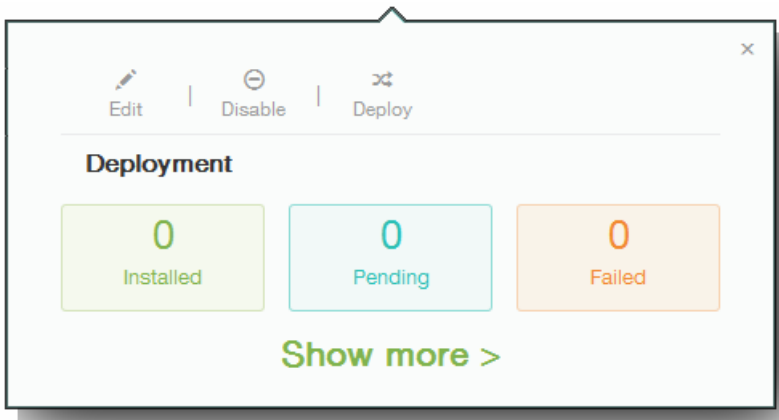 ×
Edit | Disable | Deploy
Deployment
0 0 0
Installed Pending Failed
Show more >